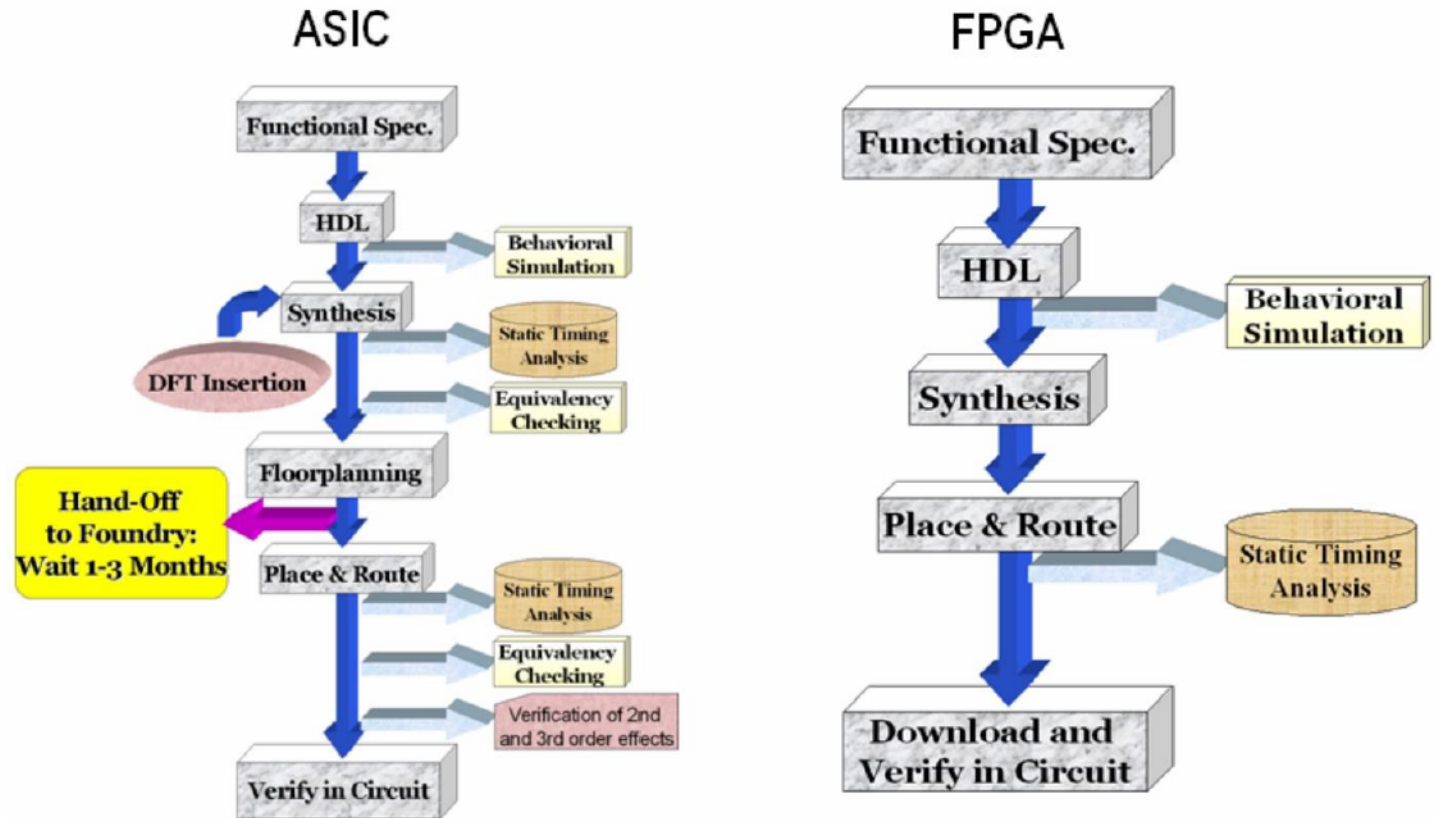 ASIC
Functional Spec.
HDL
Behavioral
Simulation
Synthesis
Static Timing
Analysis
DFT Insertion
Equivalency
Checking
Floorplanning
Hand-Off
to Foundry:
Wait 1-3 Months
Place & Route
Static Timing
Analysis
Equivalency
Checking
Verification of 2nd
and 3rd order effects
Verify in Circuit
FPGA
Functional Spec.
HDL
Behavioral
Simulation
Synthesis
Place & Route
Static Timing
Analysis
Download and
Verify in Circuit